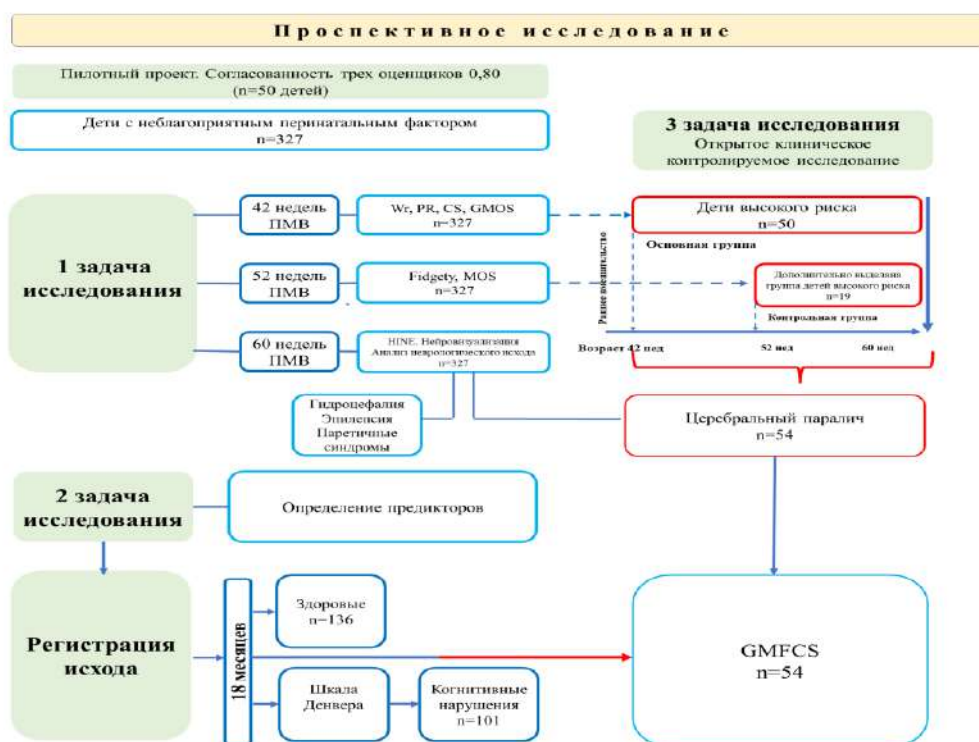 Проспективное исследование
Пилотный проект. Согласованность трех оценщиков 0,80
(n=50 детей)
Дети с неблагоприятным перинатальным фактором
n=327
3 задача исследования
Открытое клиническое
контролируемое исследование
1 задача
исследования
42 недель
ПМВ
Wr, PR, CS, GMOS
n=327
52 недель
ПМВ
Fidgety, MOS
n=327
60 недель
ПМВ
HINE. Нейровизуализация
Анализ неврологического исхода
n=327
Дети высокого риска
n=50
Основная группа
Раннее вмешательство
Дополнительно выделана
группа детей высокого риска
n=19
Контрольная группа
Возраст 42 нед
52 нед
60 нед
Гидроцефалия
Эпилепсия
Паретичные
синдромы
Церебральный паралич
n=54
2 задача
исследования
Определение предикторов
Регистрация
исхода
18 месяцев
Здоровые
n=136
Шкала
Денвера
Когнитивные
нарушения
n=101
GMFCS
n=54